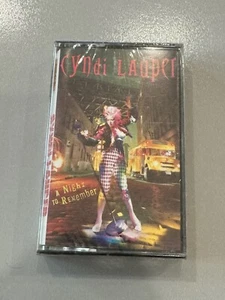 cyndi LAupEr
A Night
To Remember